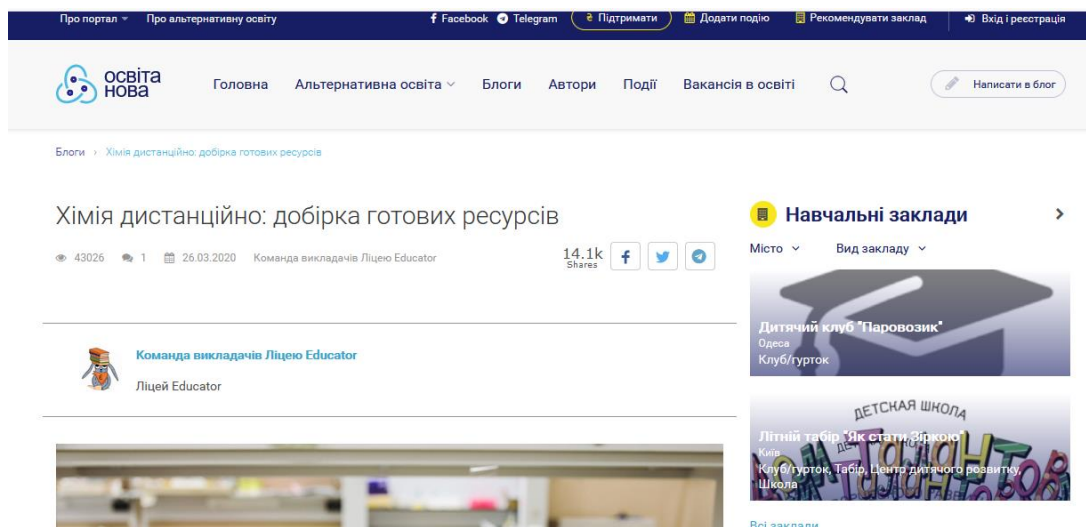 Про портал Про альтернативну освіту Facebook Telegram Підтримати Додати подію Рекомендувати заклад Вхід і реєстрація
освіта
нова
Головна Альтернативна освіта Блоги Автори Події Вакансія в освіті Написати в блог
Блоги › Хімія дистанційно: добірка готових ресурсів
Хімія дистанційно: добірка готових ресурсів
43026 1 26.03.2020 Команда викладачів Ліцею Educator
14.1k
Shares
Команда викладачів Ліцею Educator
Ліцей Educator
Навчальні заклади
Місто Вид закладу
Дитячий клуб "Паровозик"
Одеса
Клуб/гурток
ДЕТСКАЯ ШКОЛА
Літній табір "Як стати Зіркою"
Київ
Клуб/гурток, Табір, Центр дитячого розвитку,
Школа
Всі заклади